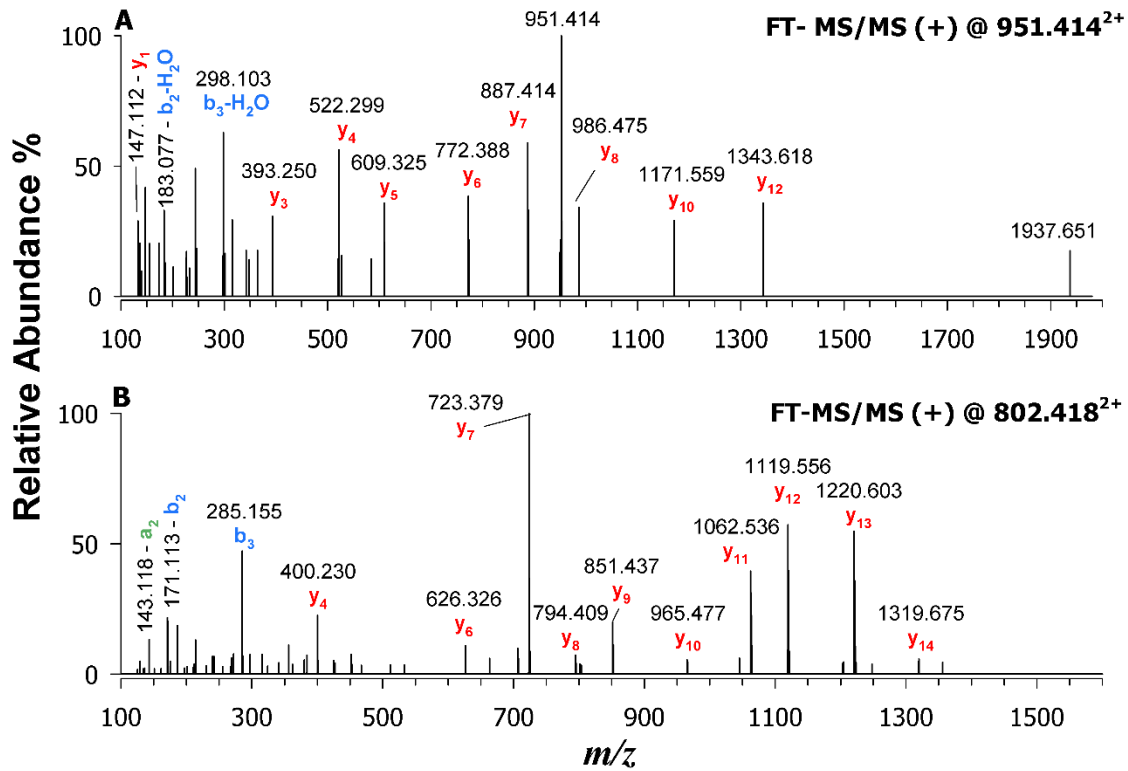 A
FT- MS/MS (+) @ 951.414²⁺
Relative Abundance %
100
50
0
147.112 - y₁
183.077 - b₂-H₂O
298.103
b₃-H₂O
393.250
y₃
522.299
y₄
609.325
y₅
772.388
y₆
887.414
y₇
951.414
986.475
y₈
1171.559
y₁₀
1343.618
y₁₂
1937.651
100 300 500 700 900 1100 1300 1500 1700 1900
B
FT-MS/MS (+) @ 802.418²⁺
100
50
0
143.118 - a₂
171.113 - b₂
285.155
b₃
400.230
y₄
626.326
y₆
723.379
y₇
794.409
y₈
851.437
y₉
965.477
y₁₀
1062.536
y₁₁
1119.556
y₁₂
1220.603
y₁₃
1319.675
y₁₄
100 300 500 700 900 1100 1300 1500
m/z